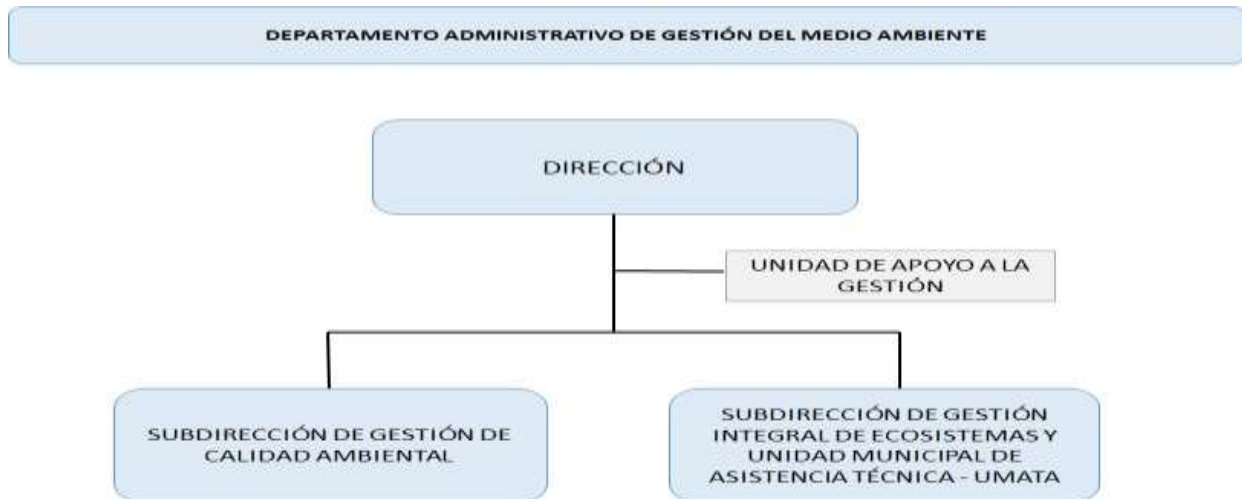 DEPARTAMENTO ADMINISTRATIVO DE GESTIÓN DEL MEDIO AMBIENTE
DIRECCIÓN
UNIDAD DE APOYO A LA
GESTIÓN
SUBDIRECCIÓN DE GESTIÓN DE
CALIDAD AMBIENTAL
SUBDIRECCIÓN DE GESTIÓN
INTEGRAL DE ECOSISTEMAS Y
UNIDAD MUNICIPAL DE
ASISTENCIA TÉCNICA - UMATA